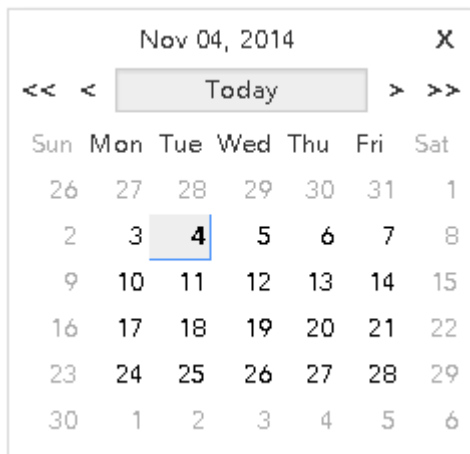 Nov 04, 2014 X
<< < Today > >>
Sun Mon Tue Wed Thu Fri Sat
26 27 28 29 30 31 1
2 3 4 5 6 7 8
9 10 11 12 13 14 15
16 17 18 19 20 21 22
23 24 25 26 27 28 29
30 1 2 3 4 5 6